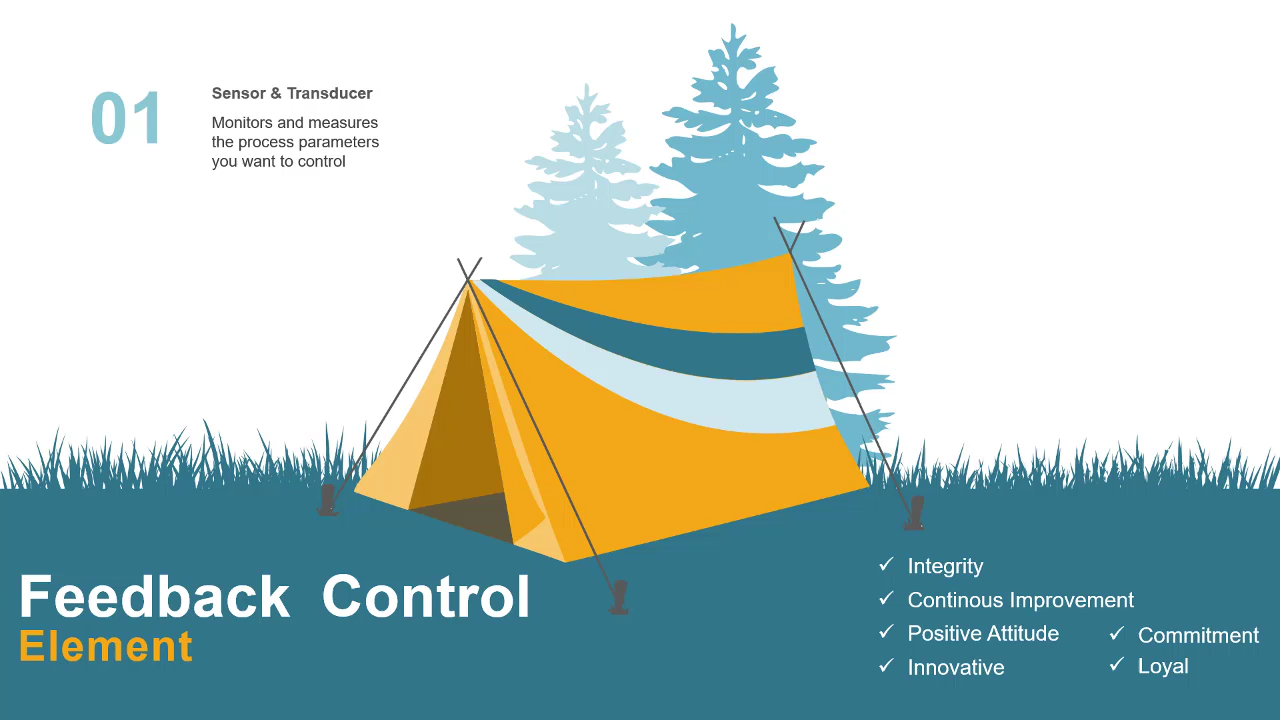 01
Sensor & Transducer
Monitors and measures
the process parameters
you want to control
Feedback Control
Element
✓ Integrity
✓ Continous Improvement
✓ Positive Attitude
✓ Innovative
✓ Commitment
✓ Loyal